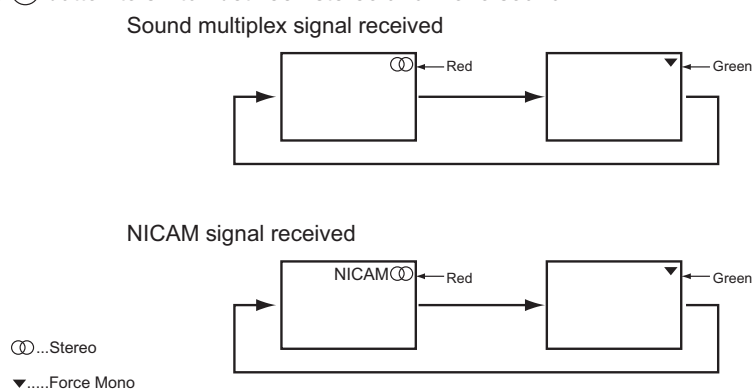 Sound multiplex signal received
Red
Green
NICAM signal received
NICAM
Red
Green
...Stereo
▼.....Force Mono